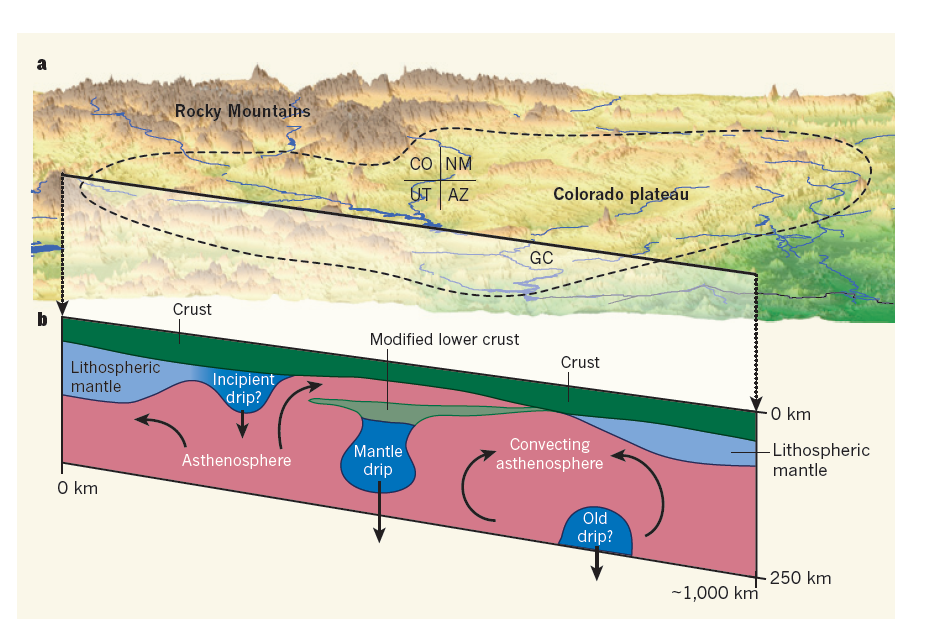 a
Rocky Mountains
CO NM
UT AZ
Colorado plateau
GC
b
Crust
Modified lower crust
Crust
Lithospheric
mantle
Incipient
drip?
0 km
Asthenosphere
Mantle
drip
Convecting
asthenosphere
Lithospheric
mantle
0 km
Old
drip?
250 km
~1,000 km